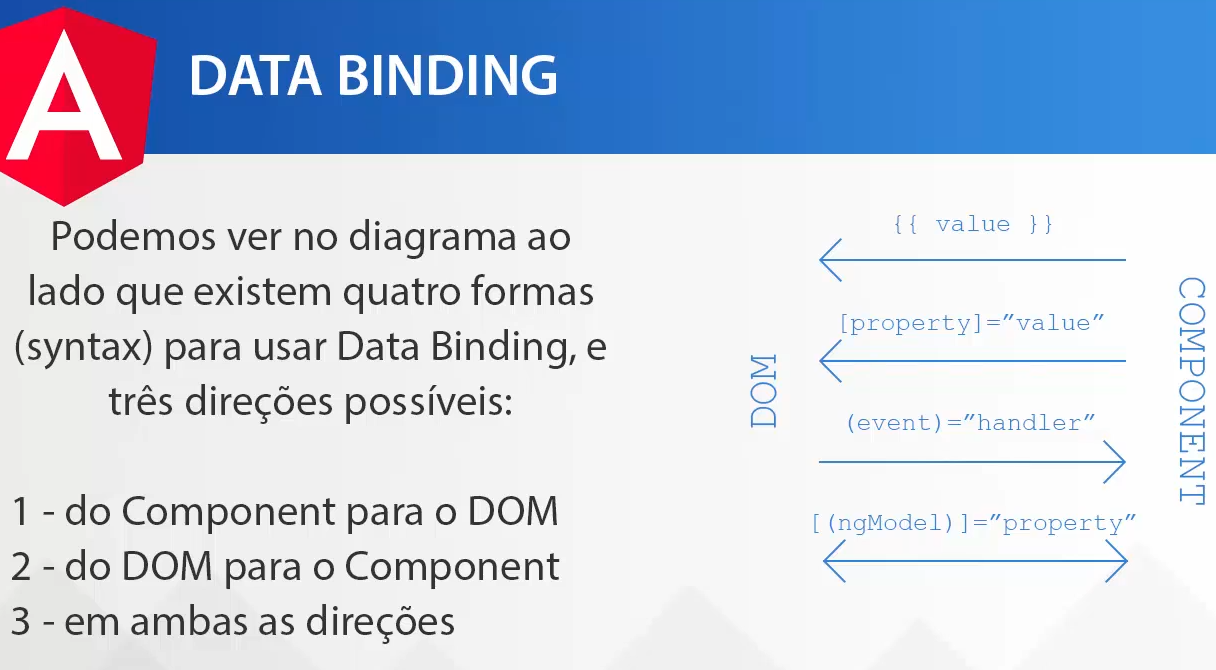 A
DATA BINDING
Podemos ver no diagrama ao
lado que existem quatro formas
(syntax) para usar Data Binding, e
três direções possíveis:
1 - do Component para o DOM
2 - do DOM para o Component
3 - em ambas as direções
DOM
{{ value }}
[property]=”value”
(event)=”handler”
[(ngModel)]=”property”
COMPONENT